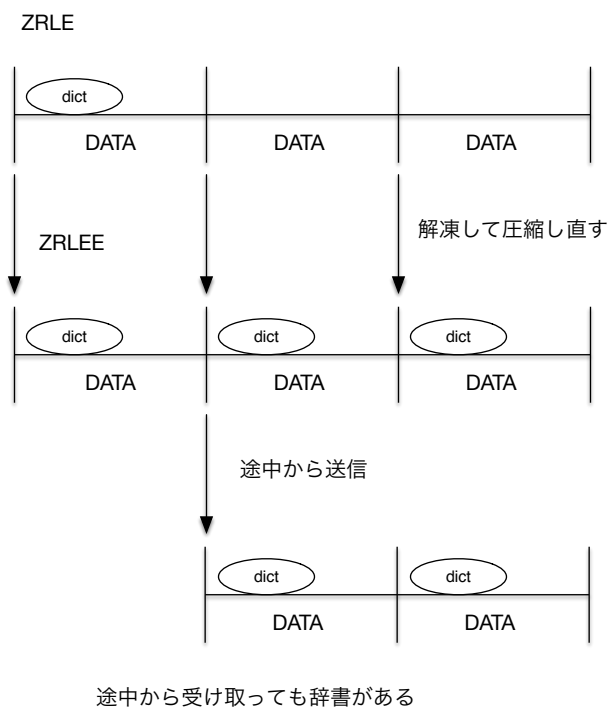 ZRLE
dict
DATA DATA DATA
解凍して圧縮し直す
ZRLEE
dict dict dict
DATA DATA DATA
途中から送信
dict dict
DATA DATA
途中から受け取っても辞書がある